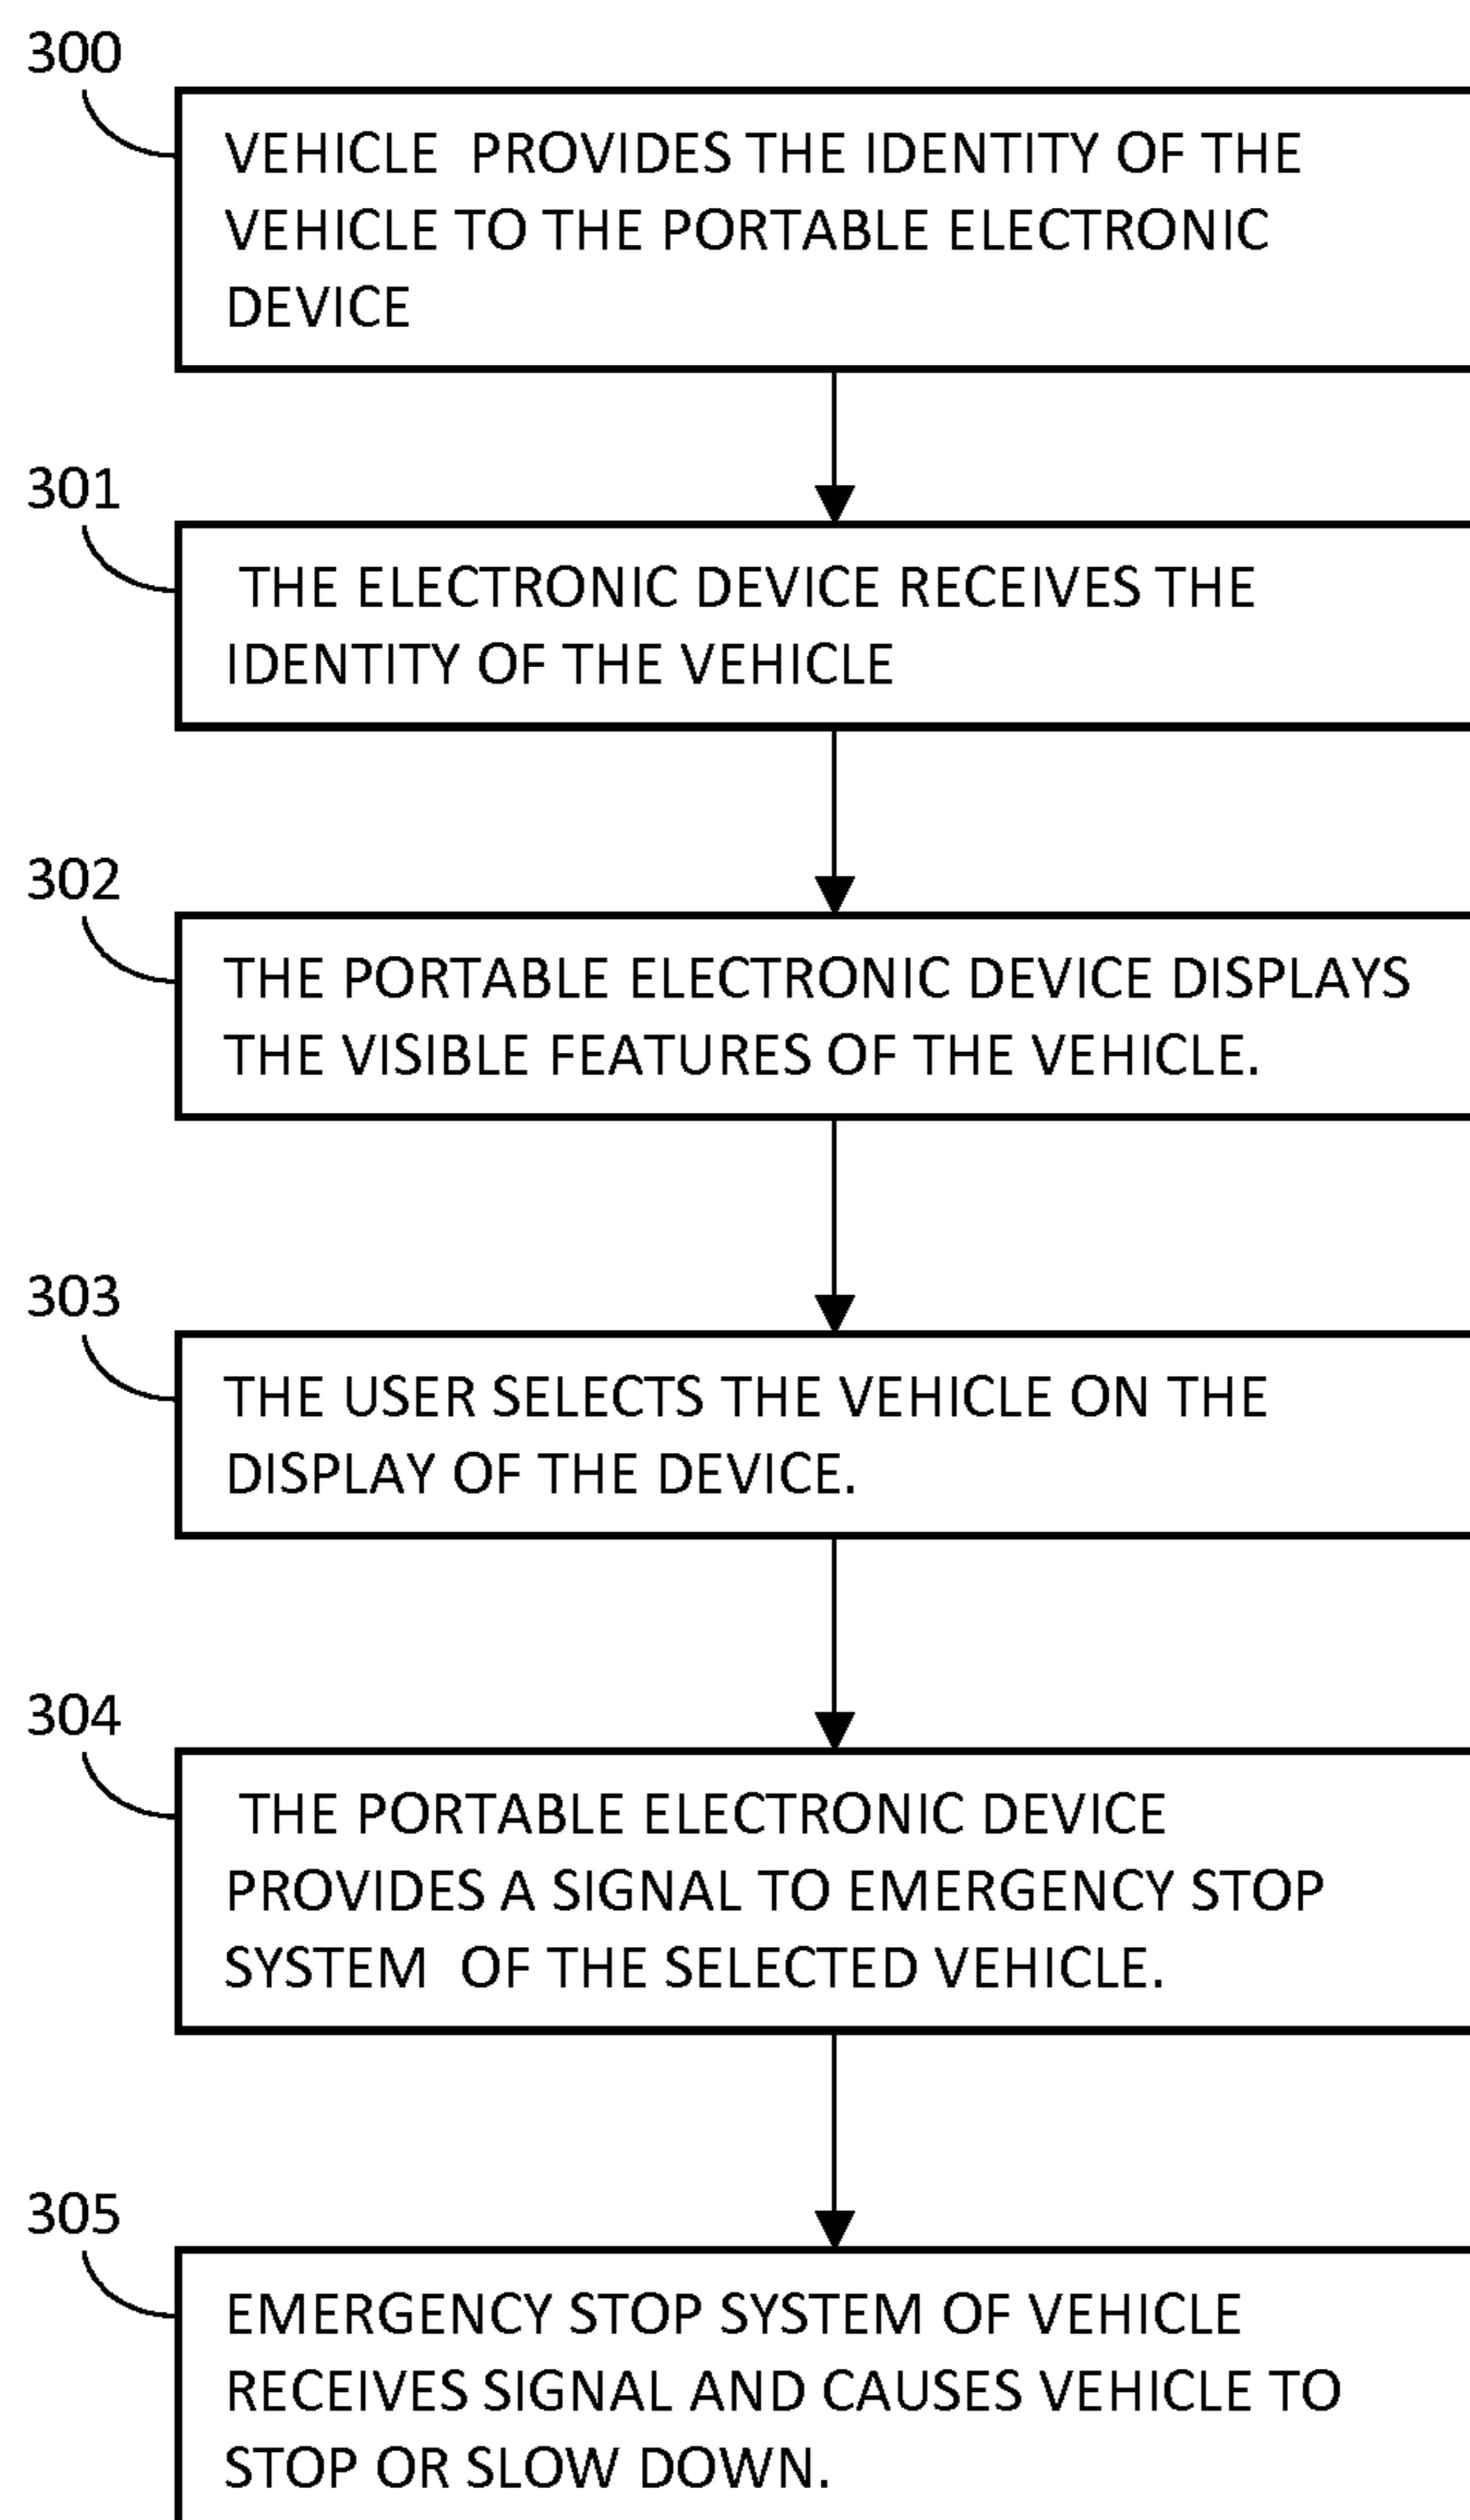 300
VEHICLE  PROVIDES THE IDENTITY OF THE
VEHICLE TO THE PORTABLE ELECTRONIC
DEVICE
301
THE ELECTRONIC DEVICE RECEIVES THE
IDENTITY OF THE VEHICLE
302
THE PORTABLE ELECTRONIC DEVICE DISPLAYS
THE VISIBLE FEATURES OF THE VEHICLE.
303
THE USER SELECTS THE VEHICLE ON THE
DISPLAY OF THE DEVICE.
304
THE PORTABLE ELECTRONIC DEVICE
PROVIDES A SIGNAL TO EMERGENCY STOP
SYSTEM  OF THE SELECTED VEHICLE.
305
EMERGENCY STOP SYSTEM OF VEHICLE
RECEIVES SIGNAL AND CAUSES VEHICLE TO
STOP OR SLOW DOWN.